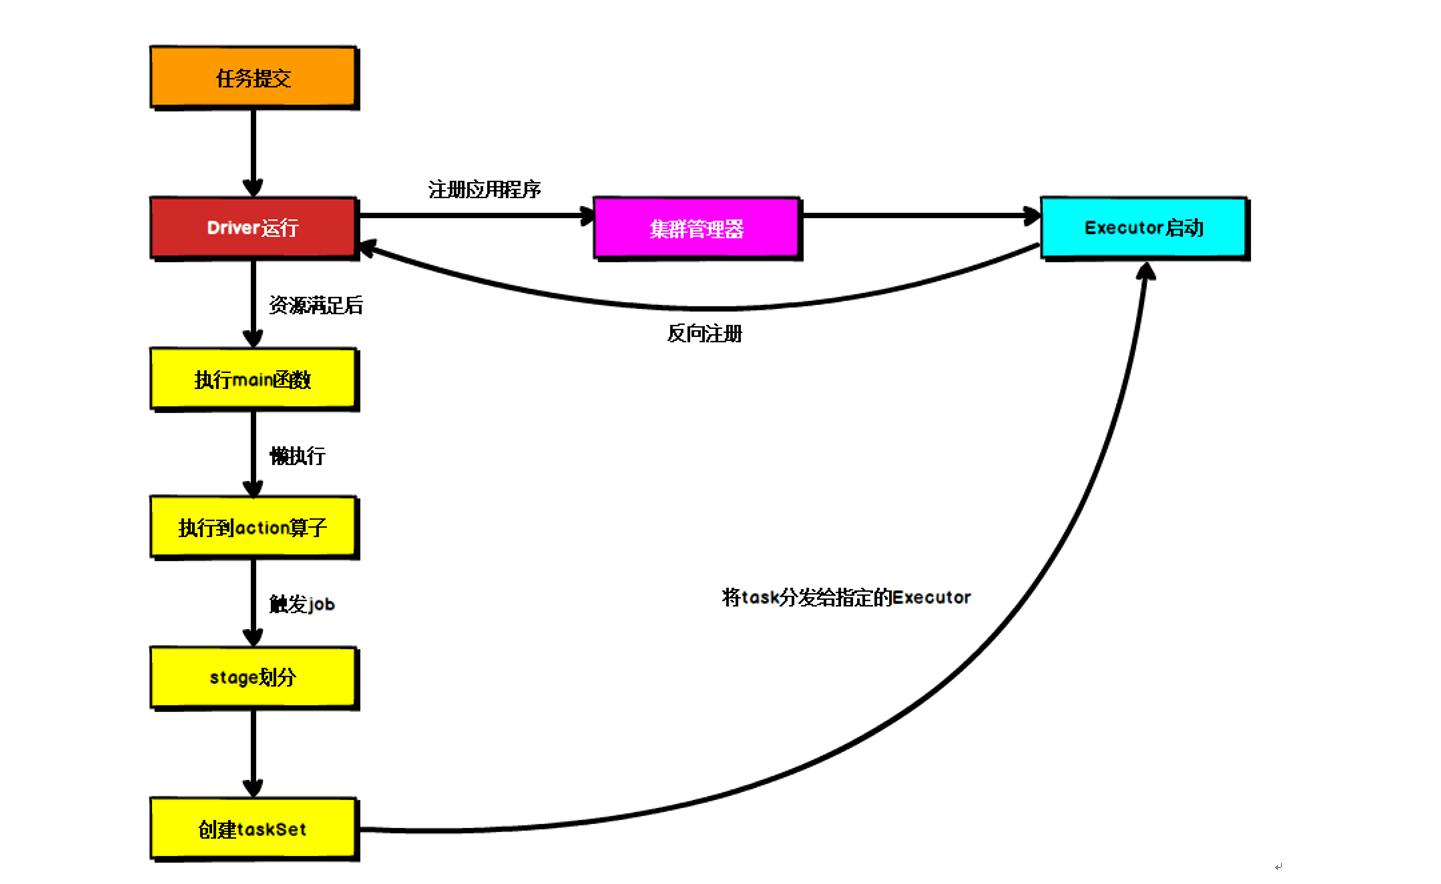 任务提交
注册应用程序
Driver运行
集群管理器
Executor启动
资源满足后
反向注册
执行main函数
懒执行
执行到action算子
将task分发给指定的Executor
触发job
stage划分
创建taskSet